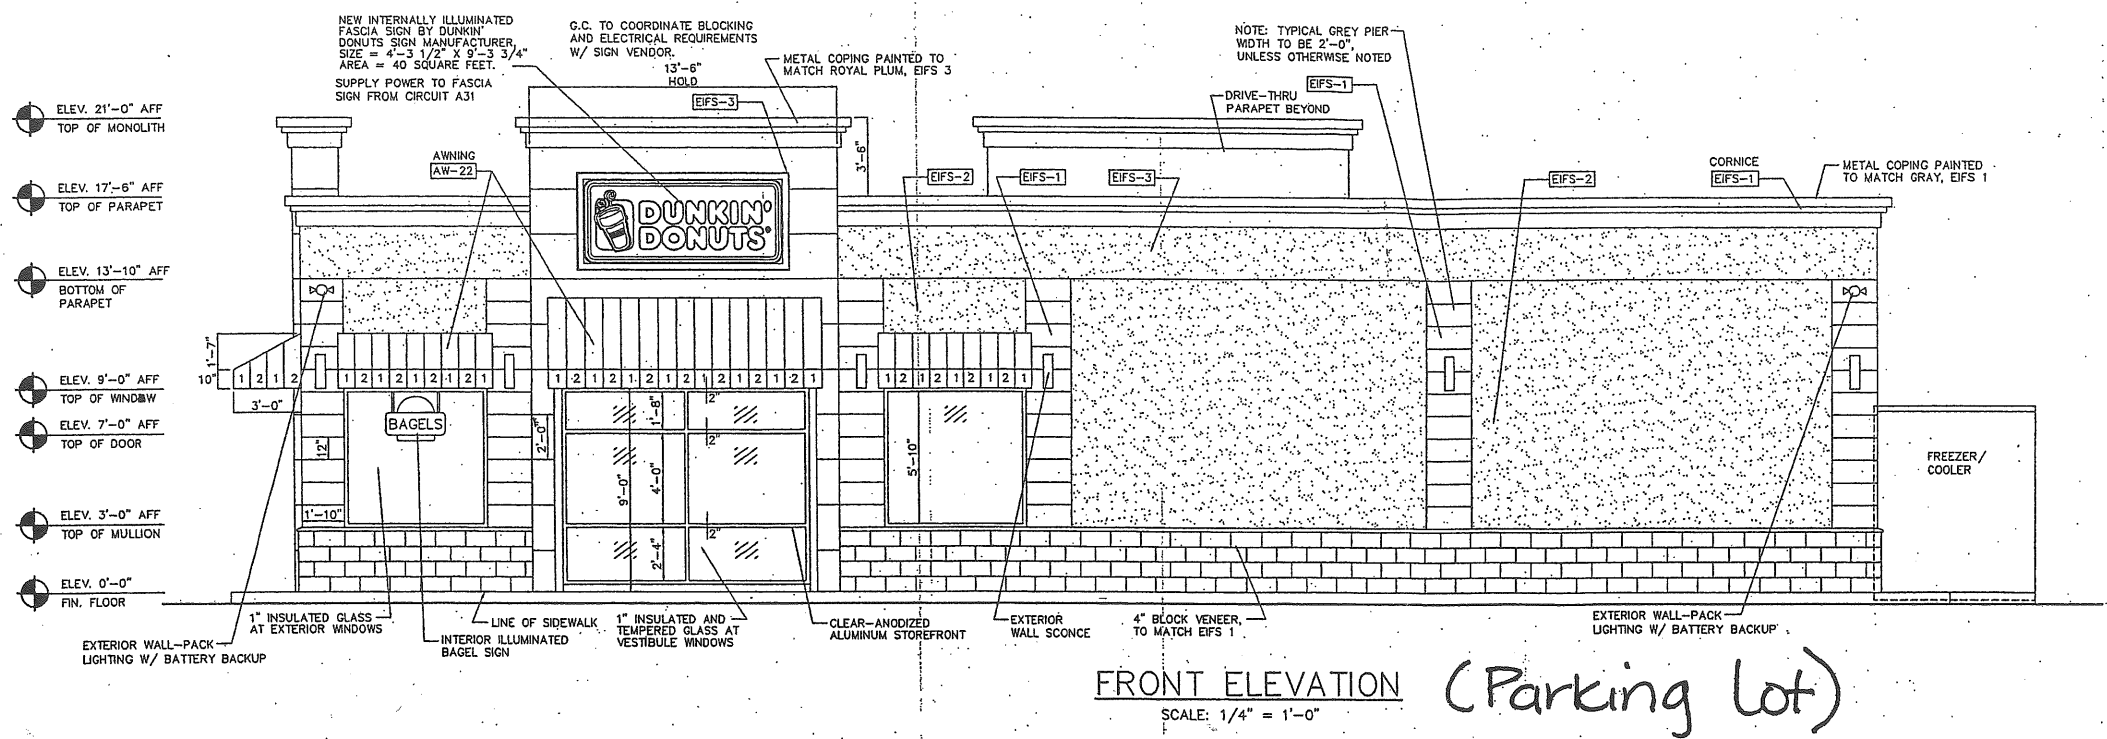 NEW INTERNALLY ILLUMINATED
FASCIA SIGN BY DUNKIN'
DONUTS SIGN MANUFACTURER,
SIZE = 4'-3 1/2" X 9'-3 3/4"
AREA = 40 SQUARE FEET.
SUPPLY POWER TO FASCIA
SIGN FROM CIRCUIT A31
G.C. TO COORDINATE BLOCKING
AND ELECTRICAL REQUIREMENTS
W/ SIGN VENDOR.
13'-6"
HOLD
METAL COPING PAINTED TO
MATCH ROYAL PLUM, EIFS 3
EIFS-3
NOTE: TYPICAL GREY PIER
WIDTH TO BE 2'-0",
UNLESS OTHERWISE NOTED
EIFS-1
DRIVE-THRU
PARAPET BEYOND
ELEV. 21'-0" AFF
TOP OF MONOLITH
AWNING
AW-22
3'-6"
EIFS-2
EIFS-1
EIFS-3
EIFS-2
CORNICE
EIFS-1
METAL COPING PAINTED
TO MATCH GRAY, EIFS 1
ELEV. 17'-6" AFF
TOP OF PARAPET
DUNKIN'
DONUTS®
ELEV. 13'-10" AFF
BOTTOM OF
PARAPET
1'-7"
10"
1 2 1 2
1 2 1 2 1 2 1 2 1
1 2 1 2 1 2 1 2 1 2 1 2 1 2 1
1 2 1 2 1 2 1 2 1
ELEV. 9'-0" AFF
TOP OF WINDOW
3'-0"
ELEV. 7'-0" AFF
TOP OF DOOR
BAGELS
12"
2'-0"
1'-8"
2"
2"
9'-0"
4'-0"
5'-10"
FREEZER/
COOLER
ELEV. 3'-0" AFF
TOP OF MULLION
1'-10"
2"
2'-4"
ELEV. 0'-0"
FIN. FLOOR
1" INSULATED GLASS
AT EXTERIOR WINDOWS
LINE OF SIDEWALK
1" INSULATED AND
TEMPERED GLASS AT
VESTIBULE WINDOWS
CLEAR-ANODIZED
ALUMINUM STOREFRONT
EXTERIOR
WALL SCONCE
4" BLOCK VENEER,
TO MATCH EIFS 1
EXTERIOR WALL-PACK
LIGHTING W/ BATTERY BACKUP
EXTERIOR WALL-PACK
LIGHTING W/ BATTERY BACKUP
INTERIOR ILLUMINATED
BAGEL SIGN
FRONT ELEVATION (Parking lot)
SCALE: 1/4" = 1'-0"